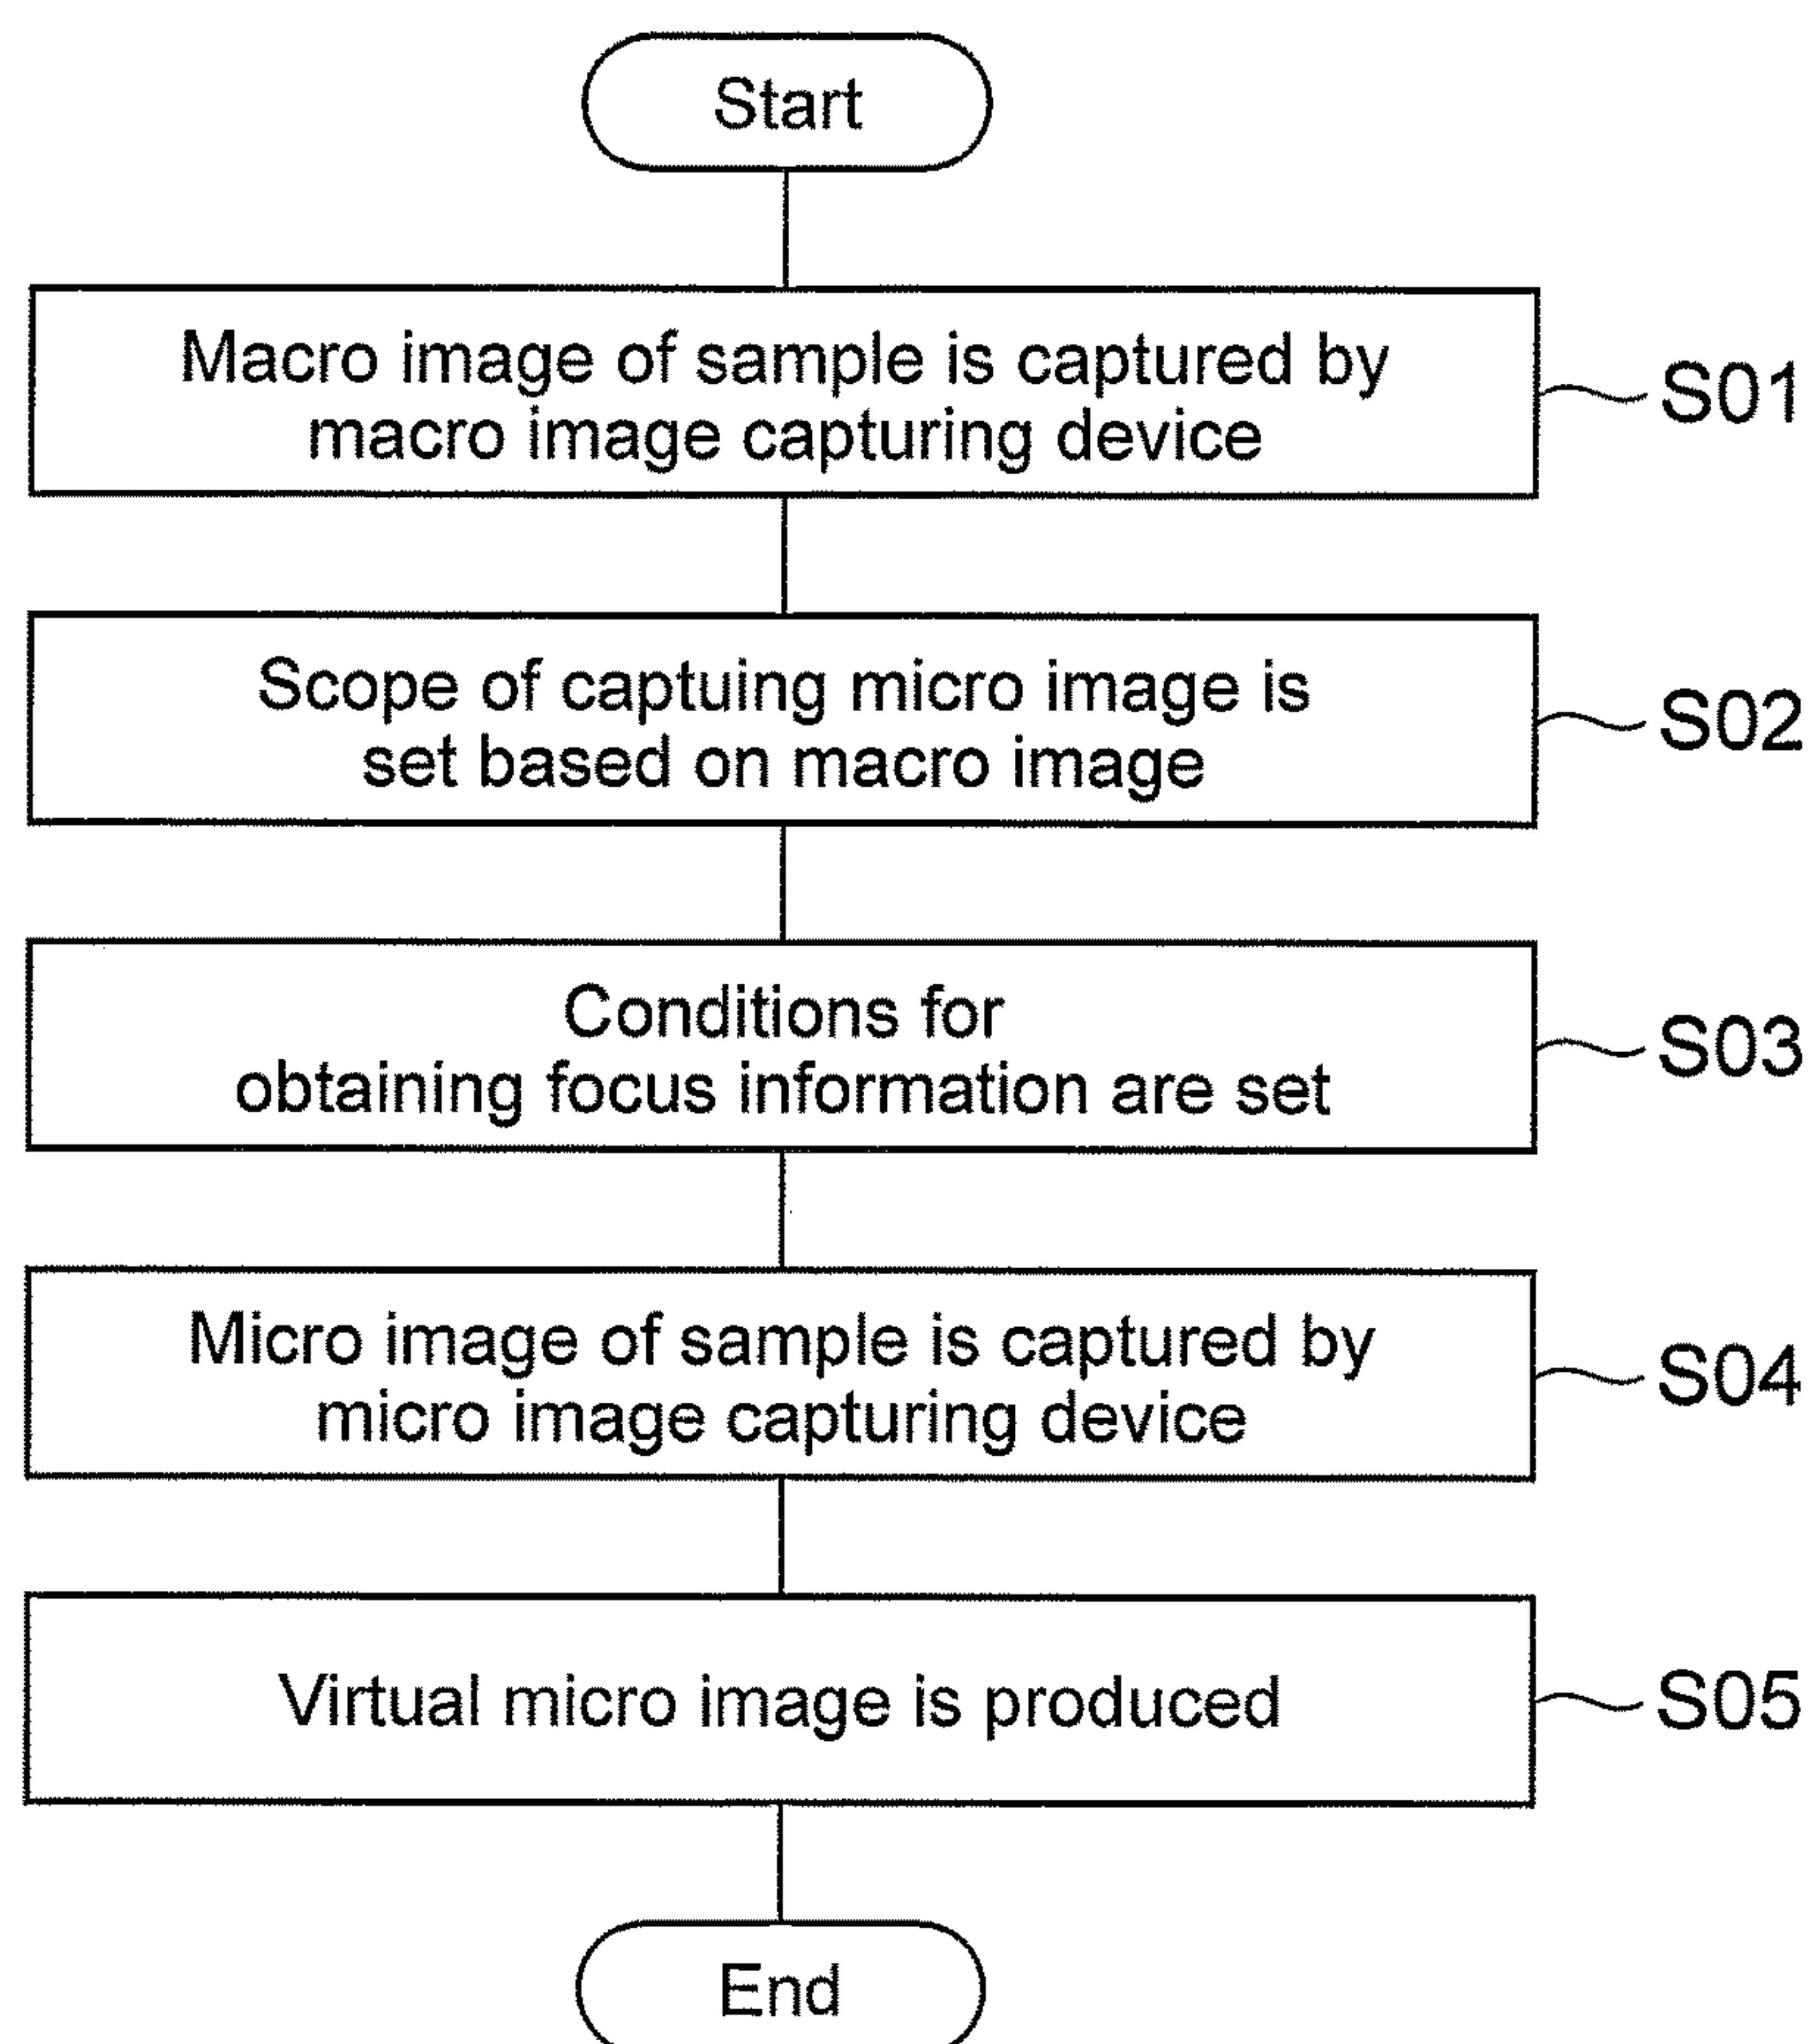 Start
Macro image of sample is captured by
macro image capturing device
S01
Scope of captuing micro image is
set based on macro image
S02
Conditions for
obtaining focus information are set
S03
Micro image of sample is captured by
micro image capturing device
S04
Virtual micro image is produced
S05
End